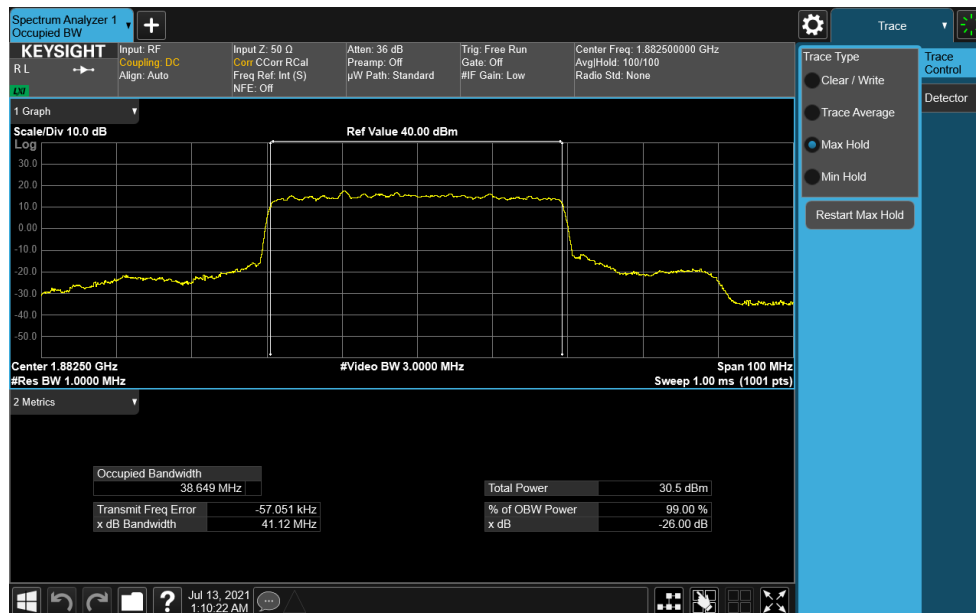 Spectrum Analyzer 1
Occupied BW
Trace
KEYSIGHT
R L
LXI
Input: RF
Coupling: DC
Align: Auto
Input Z: 50 Ω
Corr CCorr RCal
Freq Ref: Int (S)
NFE: Off
Atten: 36 dB
Preamp: Off
µW Path: Standard
Trig: Free Run
Gate: Off
#IF Gain: Low
Center Freq: 1.882500000 GHz
Avg|Hold: 100/100
Radio Std: None
Trace Type
Clear / Write
Trace Average
Max Hold
Min Hold
Restart Max Hold
Trace
Control
Detector
1 Graph
Scale/Div 10.0 dB
Ref Value 40.00 dBm
Log
30.0
20.0
10.0
0.00
-10.0
-20.0
-30.0
-40.0
-50.0
Center 1.88250 GHz
#Video BW 3.0000 MHz
Span 100 MHz
#Res BW 1.0000 MHz
Sweep 1.00 ms (1001 pts)
2 Metrics
Occupied Bandwidth
38.649 MHz
Total Power 30.5 dBm
Transmit Freq Error -57.051 kHz
% of OBW Power 99.00 %
x dB Bandwidth 41.12 MHz
x dB -26.00 dB
?
Jul 13, 2021
1:10:22 AM